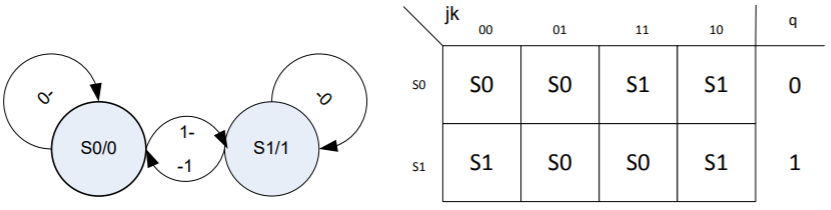 0-
S0/0
1-
-1
S1/1
-0
jk
00 01 11 10 q
S0 S0 S0 S1 S1 0
S1 S1 S0 S0 S1 1